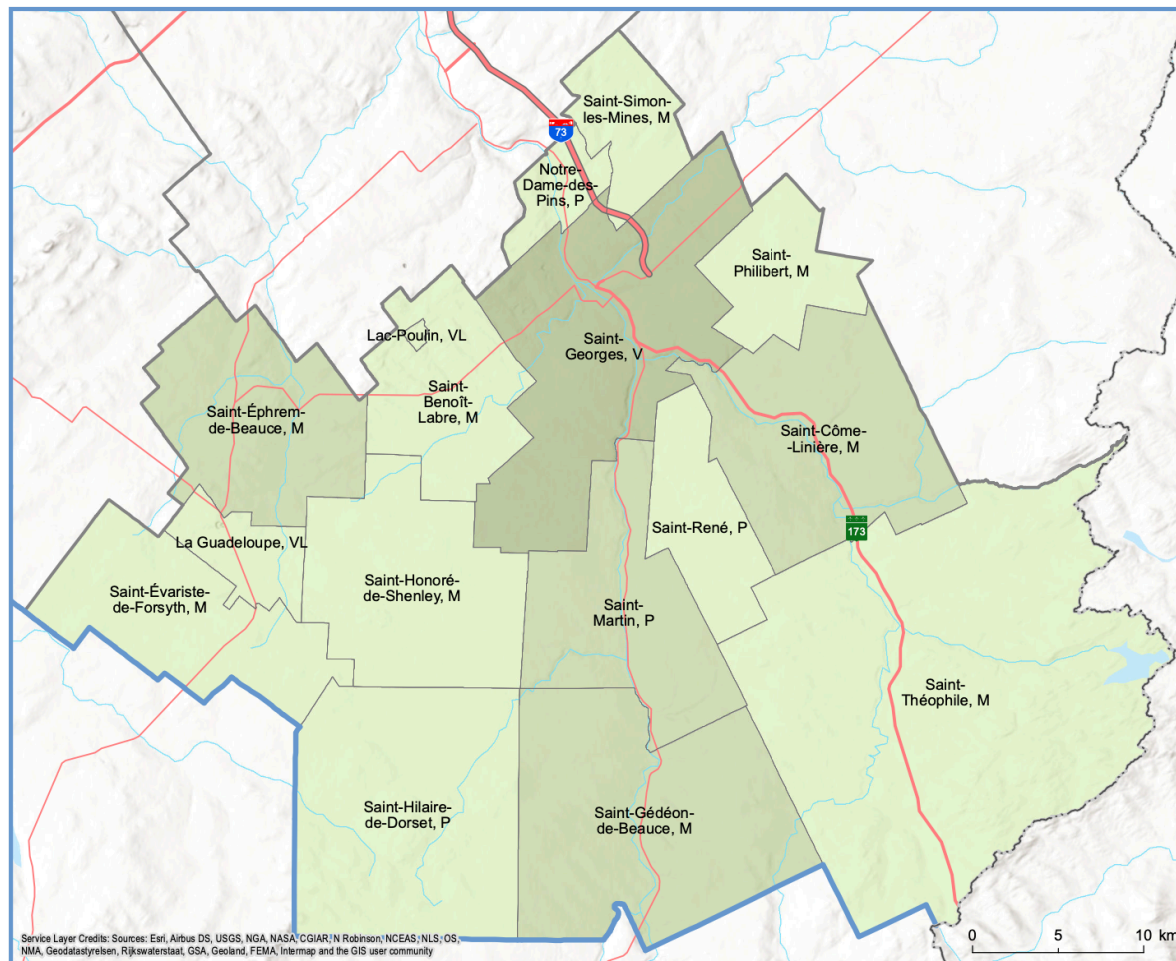 Saint-Simon-
les-Mines, M
73
Notre-
Dame-des-
Pins, P
Saint-
Philibert, M
Lac-Poulin, VL
Saint-
Georges, V
Saint-
Benoît-
Labre, M
Saint-Éphrem-
de-Beauce, M
Saint-Côme-
-Linière, M
173
Saint-René, P
La Guadeloupe, VL
Saint-Évariste-
de-Forsyth, M
Saint-Honoré-
de-Shenley, M
Saint-
Martin, P
Saint-
Théophile, M
Saint-Hilaire-
de-Dorset, P
Saint-Gédéon-
de-Beauce, M
Service Layer Credits: Sources: Esri, Airbus DS, USGS, NGA, NASA, CGIAR, N Robinson, NCEAS, NLS, OS,
NMA, Geodatastyrelsen, Rijkswaterstaat, GSA, Geoland, FEMA, Intermap and the GIS user community
0 5 10 km